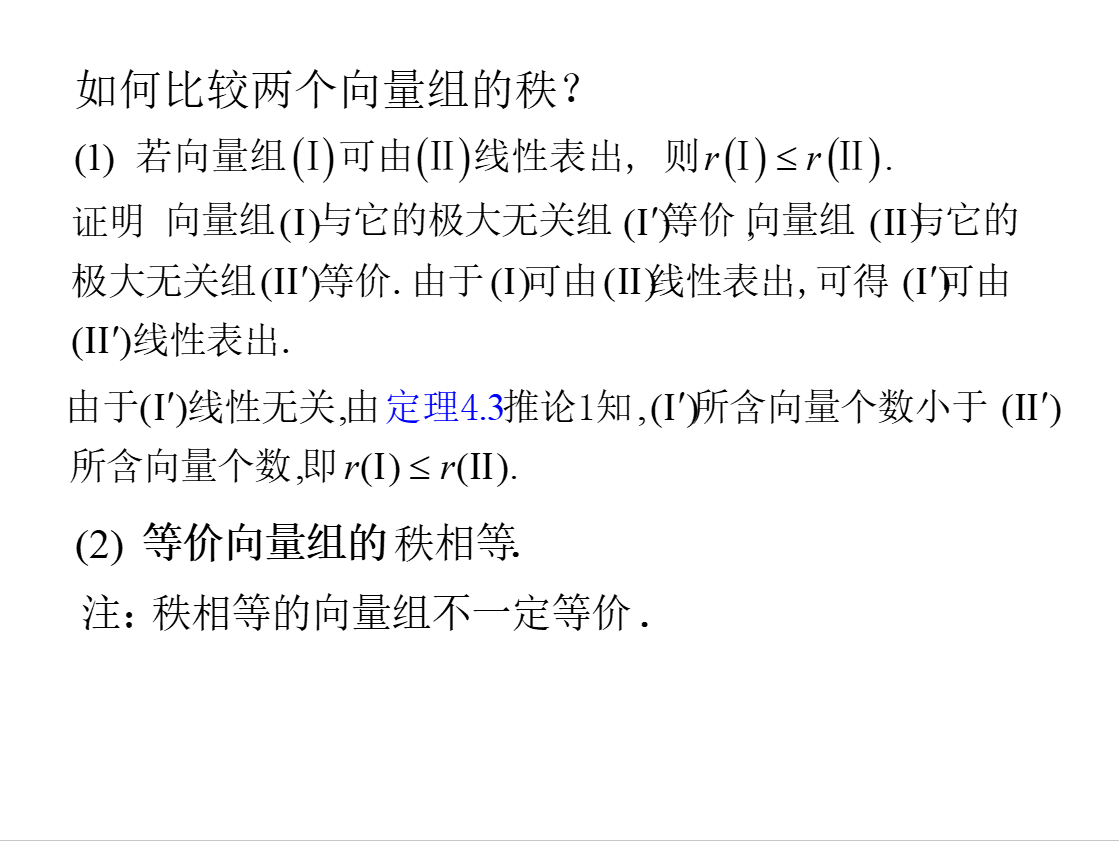 如何比较两个向量组的秩？
(1) 若向量组(Ⅰ)可由(Ⅱ)线性表出, 则r(Ⅰ)≤r(Ⅱ).
证明 向量组(I)与它的极大无关组(I′)等价,向量组(II)与它的
极大无关组(II′)等价.由于(I)可由(II)线性表出,可得(I′)可由
(II′)线性表出.
由于(I′)线性无关,由定理4.3推论1知,(I′)所含向量个数小于(II′)
所含向量个数,即r(I)≤r(II).
(2) 等价向量组的秩相等.
注：秩相等的向量组不一定等价.